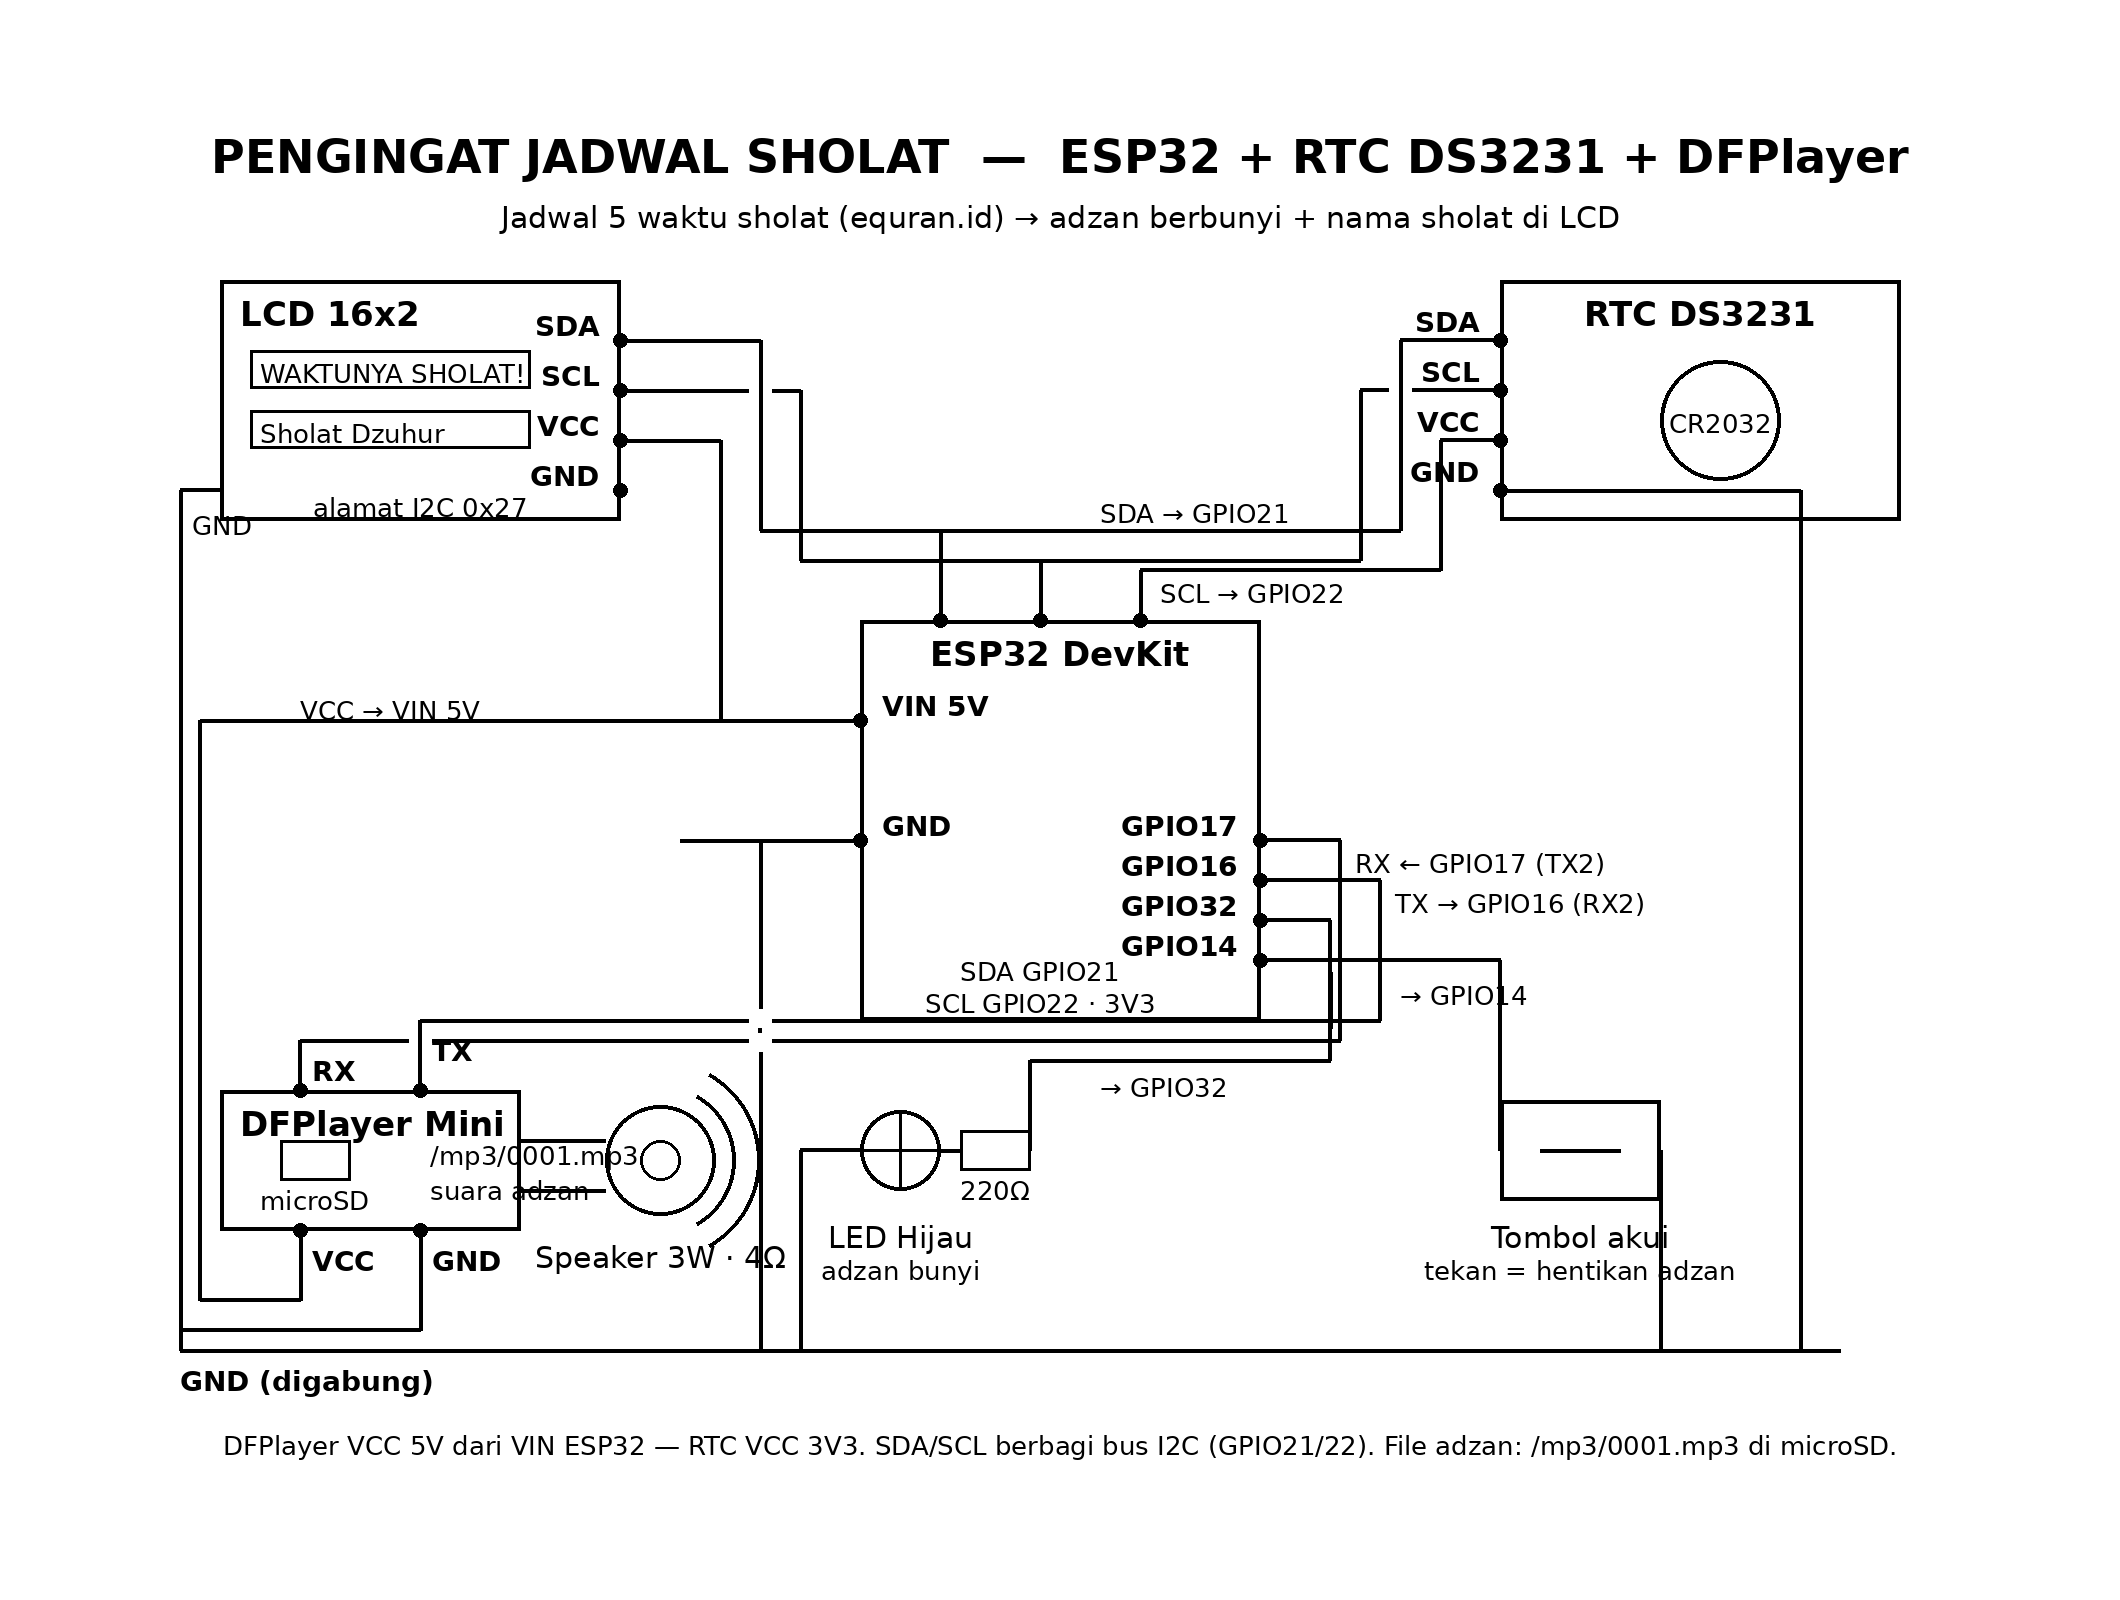 PENGINGAT JADWAL SHOLAT — ESP32 + RTC DS3231 + DFPlayer
Jadwal 5 waktu sholat (equran.id) → adzan berbunyi + nama sholat di LCD
LCD 16x2
SDA
WAKTUNYA SHOLAT!
SCL
Sholat Dzuhur
VCC
GND
alamat I2C 0x27
GND
SDA
RTC DS3231
SCL
VCC
CR2032
GND
SDA → GPIO21
SCL → GPIO22
ESP32 DevKit
VCC → VIN 5V
VIN 5V
GND
GPIO17
GPIO16
GPIO32
GPIO14
RX ← GPIO17 (TX2)
TX → GPIO16 (RX2)
SDA GPIO21
SCL GPIO22 · 3V3
→ GPIO14
TX
RX
→ GPIO32
DFPlayer Mini
/mp3/0001.mp3
suara adzan
microSD
VCC
GND
Speaker 3W · 4Ω
220Ω
LED Hijau
adzan bunyi
Tombol akui
tekan = hentikan adzan
GND (digabung)
DFPlayer VCC 5V dari VIN ESP32 — RTC VCC 3V3. SDA/SCL berbagi bus I2C (GPIO21/22). File adzan: /mp3/0001.mp3 di microSD.